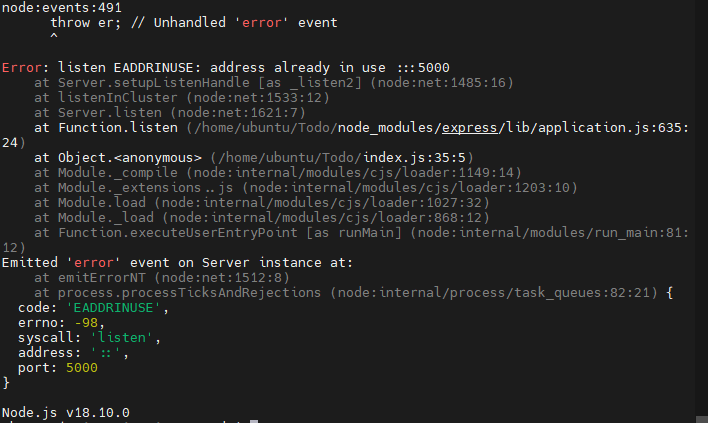 node:events:491
      throw er; // Unhandled 'error' event
      ^

Error: listen EADDRINUSE: address already in use :::5000
    at Server.setupListenHandle [as _listen2] (node:net:1485:16)
    at listenInCluster (node:net:1533:12)
    at Server.listen (node:net:1621:7)
    at Function.listen (/home/ubuntu/Todo/node_modules/express/lib/application.js:635:
24)
    at Object.<anonymous> (/home/ubuntu/Todo/index.js:35:5)
    at Module._compile (node:internal/modules/cjs/loader:1149:14)
    at Module._extensions..js (node:internal/modules/cjs/loader:1203:10)
    at Module.load (node:internal/modules/cjs/loader:1027:32)
    at Module._load (node:internal/modules/cjs/loader:868:12)
    at Function.executeUserEntryPoint [as runMain] (node:internal/modules/run_main:81:
12)
Emitted 'error' event on Server instance at:
    at emitErrorNT (node:net:1512:8)
    at process.processTicksAndRejections (node:internal/process/task_queues:82:21) {
  code: 'EADDRINUSE',
  errno: -98,
  syscall: 'listen',
  address: '::',
  port: 5000
}

Node.js v18.10.0